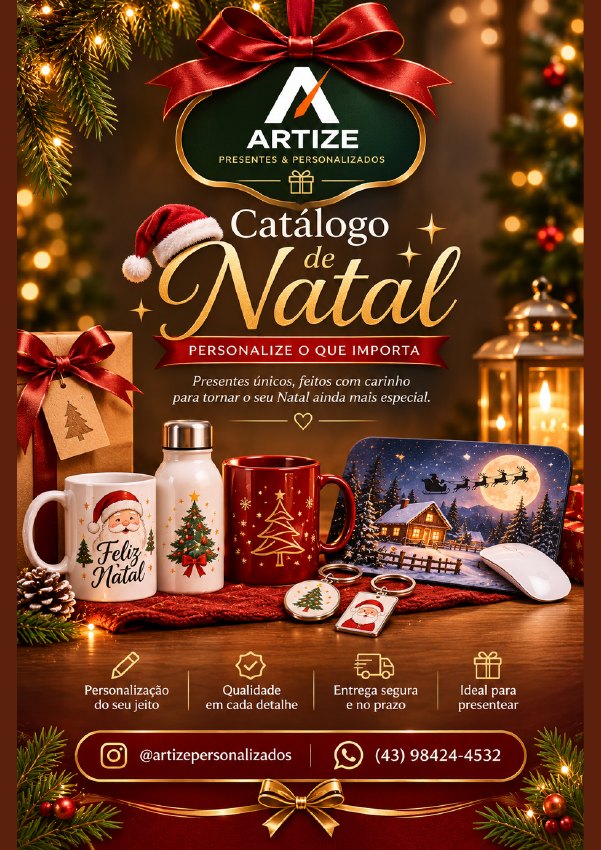 ARTIZE
PRESENTES & PERSONALIZADOS
Catálogo
de
Natal
PERSONALIZE O QUE IMPORTA
Presentes únicos, feitos com carinho
para tornar o seu Natal ainda mais especial.
Feliz
Natal
Personalização
do seu jeito
Qualidade
em cada detalhe
Entrega segura
e no prazo
Ideal para
presentear
@artizepersonalizados
(43) 98424-4532